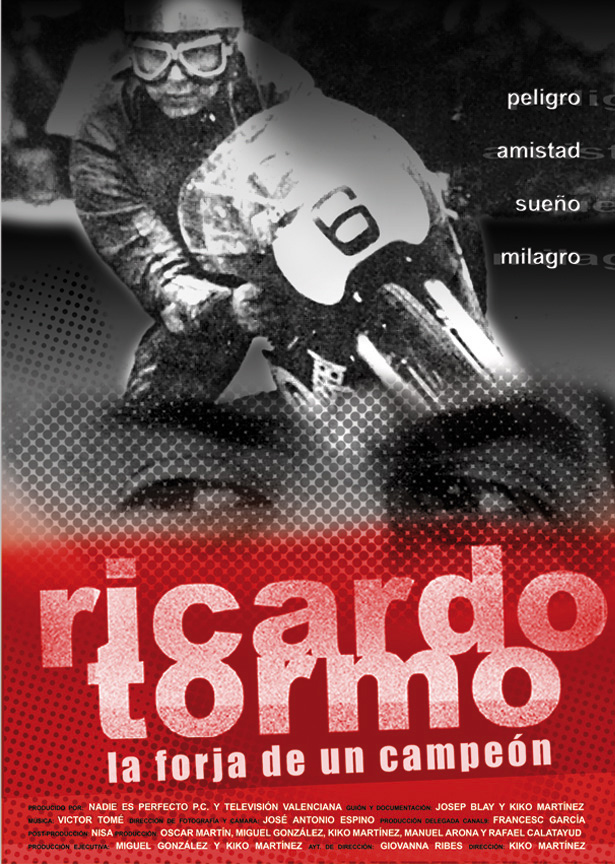 peligro
amistad
sueño
milagro
6
ricardo
tormo
la forja de un campeón
PRODUCIDO POR: NADIE ES PERFECTO P.C. Y TELEVISIÓN VALENCIANA GUIÓN Y DOCUMENTACIÓN: JOSEP BLAY Y KIKO MARTÍNEZ
MÚSICA: VICTOR TOMÉ DIRECCIÓN DE FOTOGRAFÍA Y CÁMARA: JOSÉ ANTONIO ESPINO PRODUCCIÓN DELEGADA CANAL9: FRANCESC GARCÍA
POST-PRODUCCIÓN: NISA PRODUCCIÓN: OSCAR MARTÍN, MIGUEL GONZÁLEZ, KIKO MARTÍNEZ, MANUEL ARONA Y RAFAEL CALATAYUD
PRODUCCIÓN EJECUTIVA: MIGUEL GONZÁLEZ Y KIKO MARTÍNEZ AYT. DE DIRECCIÓN: GIOVANNA RIBES DIRECCIÓN: KIKO MARTÍNEZ